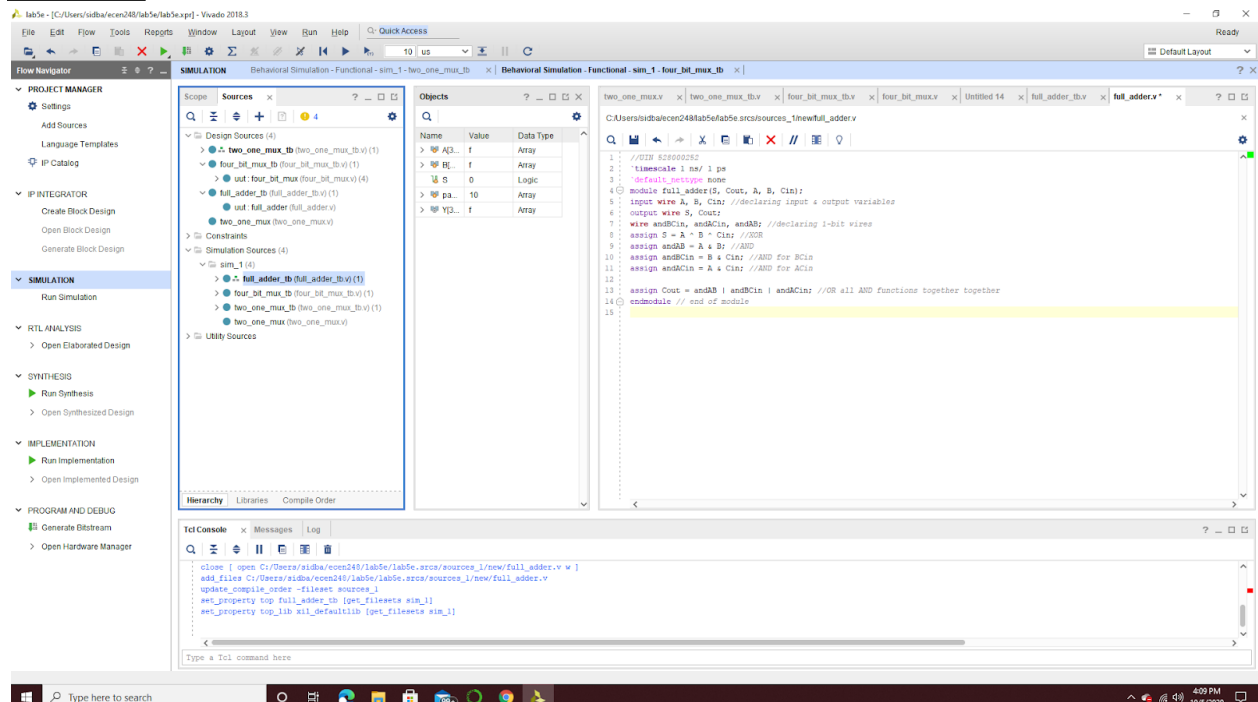 lab5e - [C:/Users/sidba/ecen248/lab5e/lab5e.xpr] - Vivado 2018.3
File Edit Flow Tools Reports Window Layout View Run Help Quick Access
Ready
10 us
Default Layout
Flow Navigator
SIMULATION
Behavioral Simulation - Functional - sim_1 - two_one_mux_tb
Behavioral Simulation - Functional - sim_1 - four_bit_mux_tb
PROJECT MANAGER
Settings
Add Sources
Language Templates
IP Catalog
IP INTEGRATOR
Create Block Design
Open Block Design
Generate Block Design
SIMULATION
Run Simulation
RTL ANALYSIS
Open Elaborated Design
SYNTHESIS
Run Synthesis
Open Synthesized Design
IMPLEMENTATION
Run Implementation
Open Implemented Design
PROGRAM AND DEBUG
Generate Bitstream
Open Hardware Manager
Scope Sources
4
Design Sources (4)
two_one_mux_tb (two_one_mux_tb.v) (1)
four_bit_mux_tb (four_bit_mux_tb.v) (1)
uut : four_bit_mux (four_bit_mux.v) (4)
full_adder_tb (full_adder_tb.v) (1)
uut : full_adder (full_adder.v)
two_one_mux (two_one_mux.v)
Constraints
Simulation Sources (4)
sim_1 (4)
full_adder_tb (full_adder_tb.v) (1)
four_bit_mux_tb (four_bit_mux_tb.v) (1)
two_one_mux_tb (two_one_mux_tb.v) (1)
two_one_mux (two_one_mux.v)
Utility Sources
Hierarchy Libraries Compile Order
Objects
Name Value Data Type
A[3... f Array
B[... f Array
S 0 Logic
pa... 10 Array
Y[3... f Array
two_one_mux.v two_one_mux_tb.v four_bit_mux_tb.v four_bit_mux.v Untitled 14 full_adder_tb.v full_adder.v *
C:/Users/sidba/ecen248/lab5e/lab5e.srcs/sources_1/new/full_adder.v
1 //UIN 528000252
2 `timescale 1 ns/ 1 ps
3 `default_nettype none
4 module full_adder(S, Cout, A, B, Cin);
5 input wire A, B, Cin; //declaring input & output variables
6 output wire S, Cout;
7 wire andBCin, andACin, andAB; //declaring 1-bit wires
8 assign S = A ^ B ^ Cin; //XOR
9 assign andAB = A & B; //AND
10 assign andBCin = B & Cin; //AND for BCin
11 assign andACin = A & Cin; //AND for ACin
12
13 assign Cout = andAB | andBCin | andACin; //OR all AND functions together together
14 endmodule // end of module
15
Tcl Console Messages Log
close [ open C:/Users/sidba/ecen248/lab5e/lab5e.srcs/sources_1/new/full_adder.v w ]
add_files C:/Users/sidba/ecen248/lab5e/lab5e.srcs/sources_1/new/full_adder.v
update_compile_order -fileset sources_1
set_property top full_adder_tb [get_filesets sim_1]
set_property top_lib xil_defaultlib [get_filesets sim_1]
Type a Tcl command here
Type here to search
4:09 PM